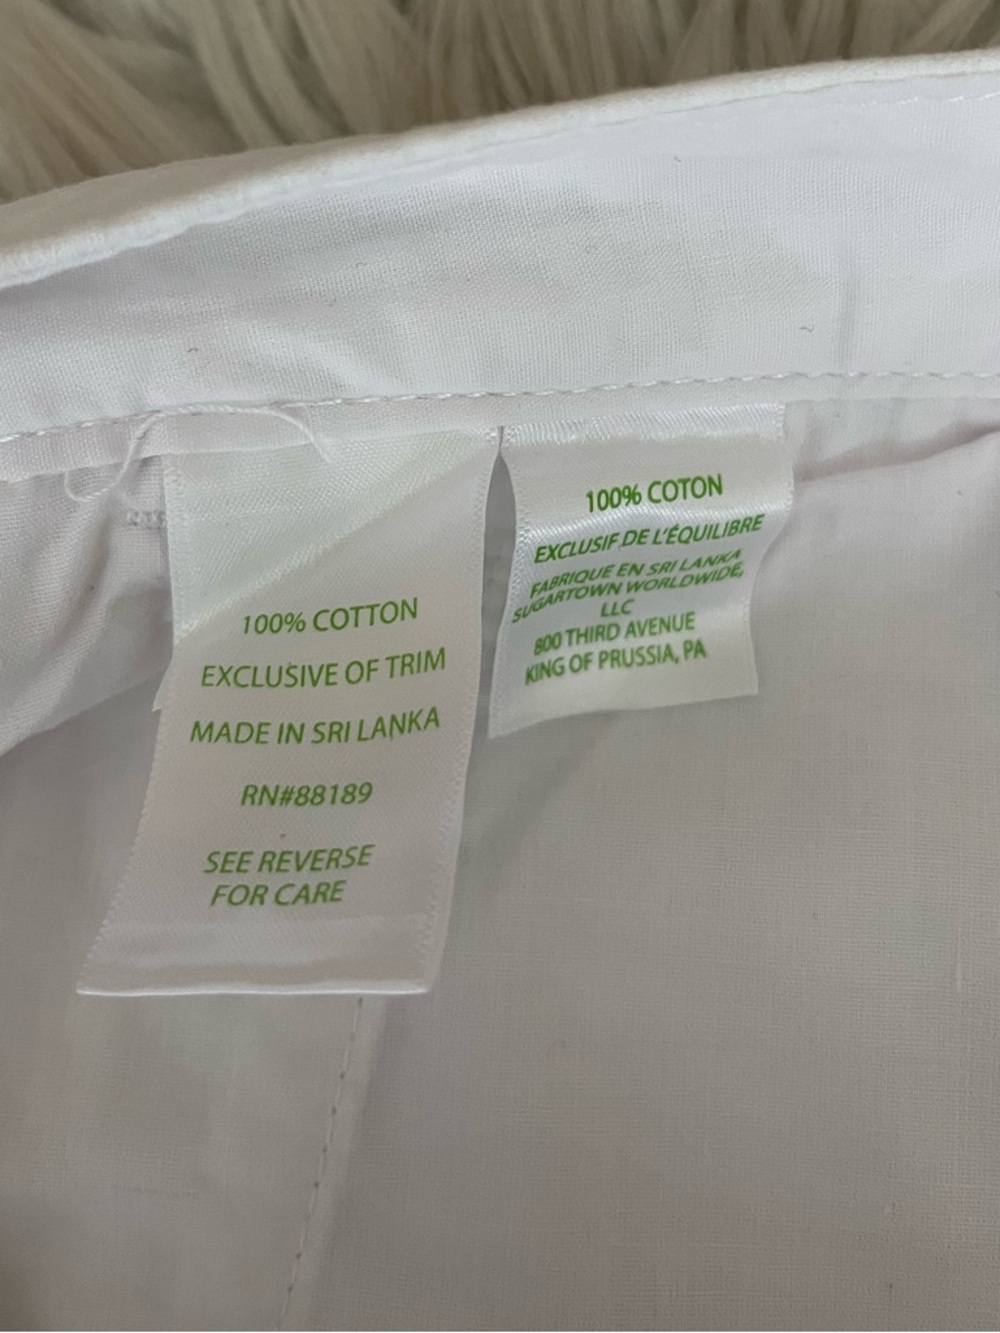 100% COTTON
EXCLUSIVE OF TRIM
MADE IN SRI LANKA
RN#88189
SEE REVERSE
FOR CARE
100% COTON
EXCLUSIF DE L'ÉQUILIBRE
FABRIQUE EN SRI LANKA
SUGARTOWN WORLDWIDE,
LLC
800 THIRD AVENUE
KING OF PRUSSIA, PA